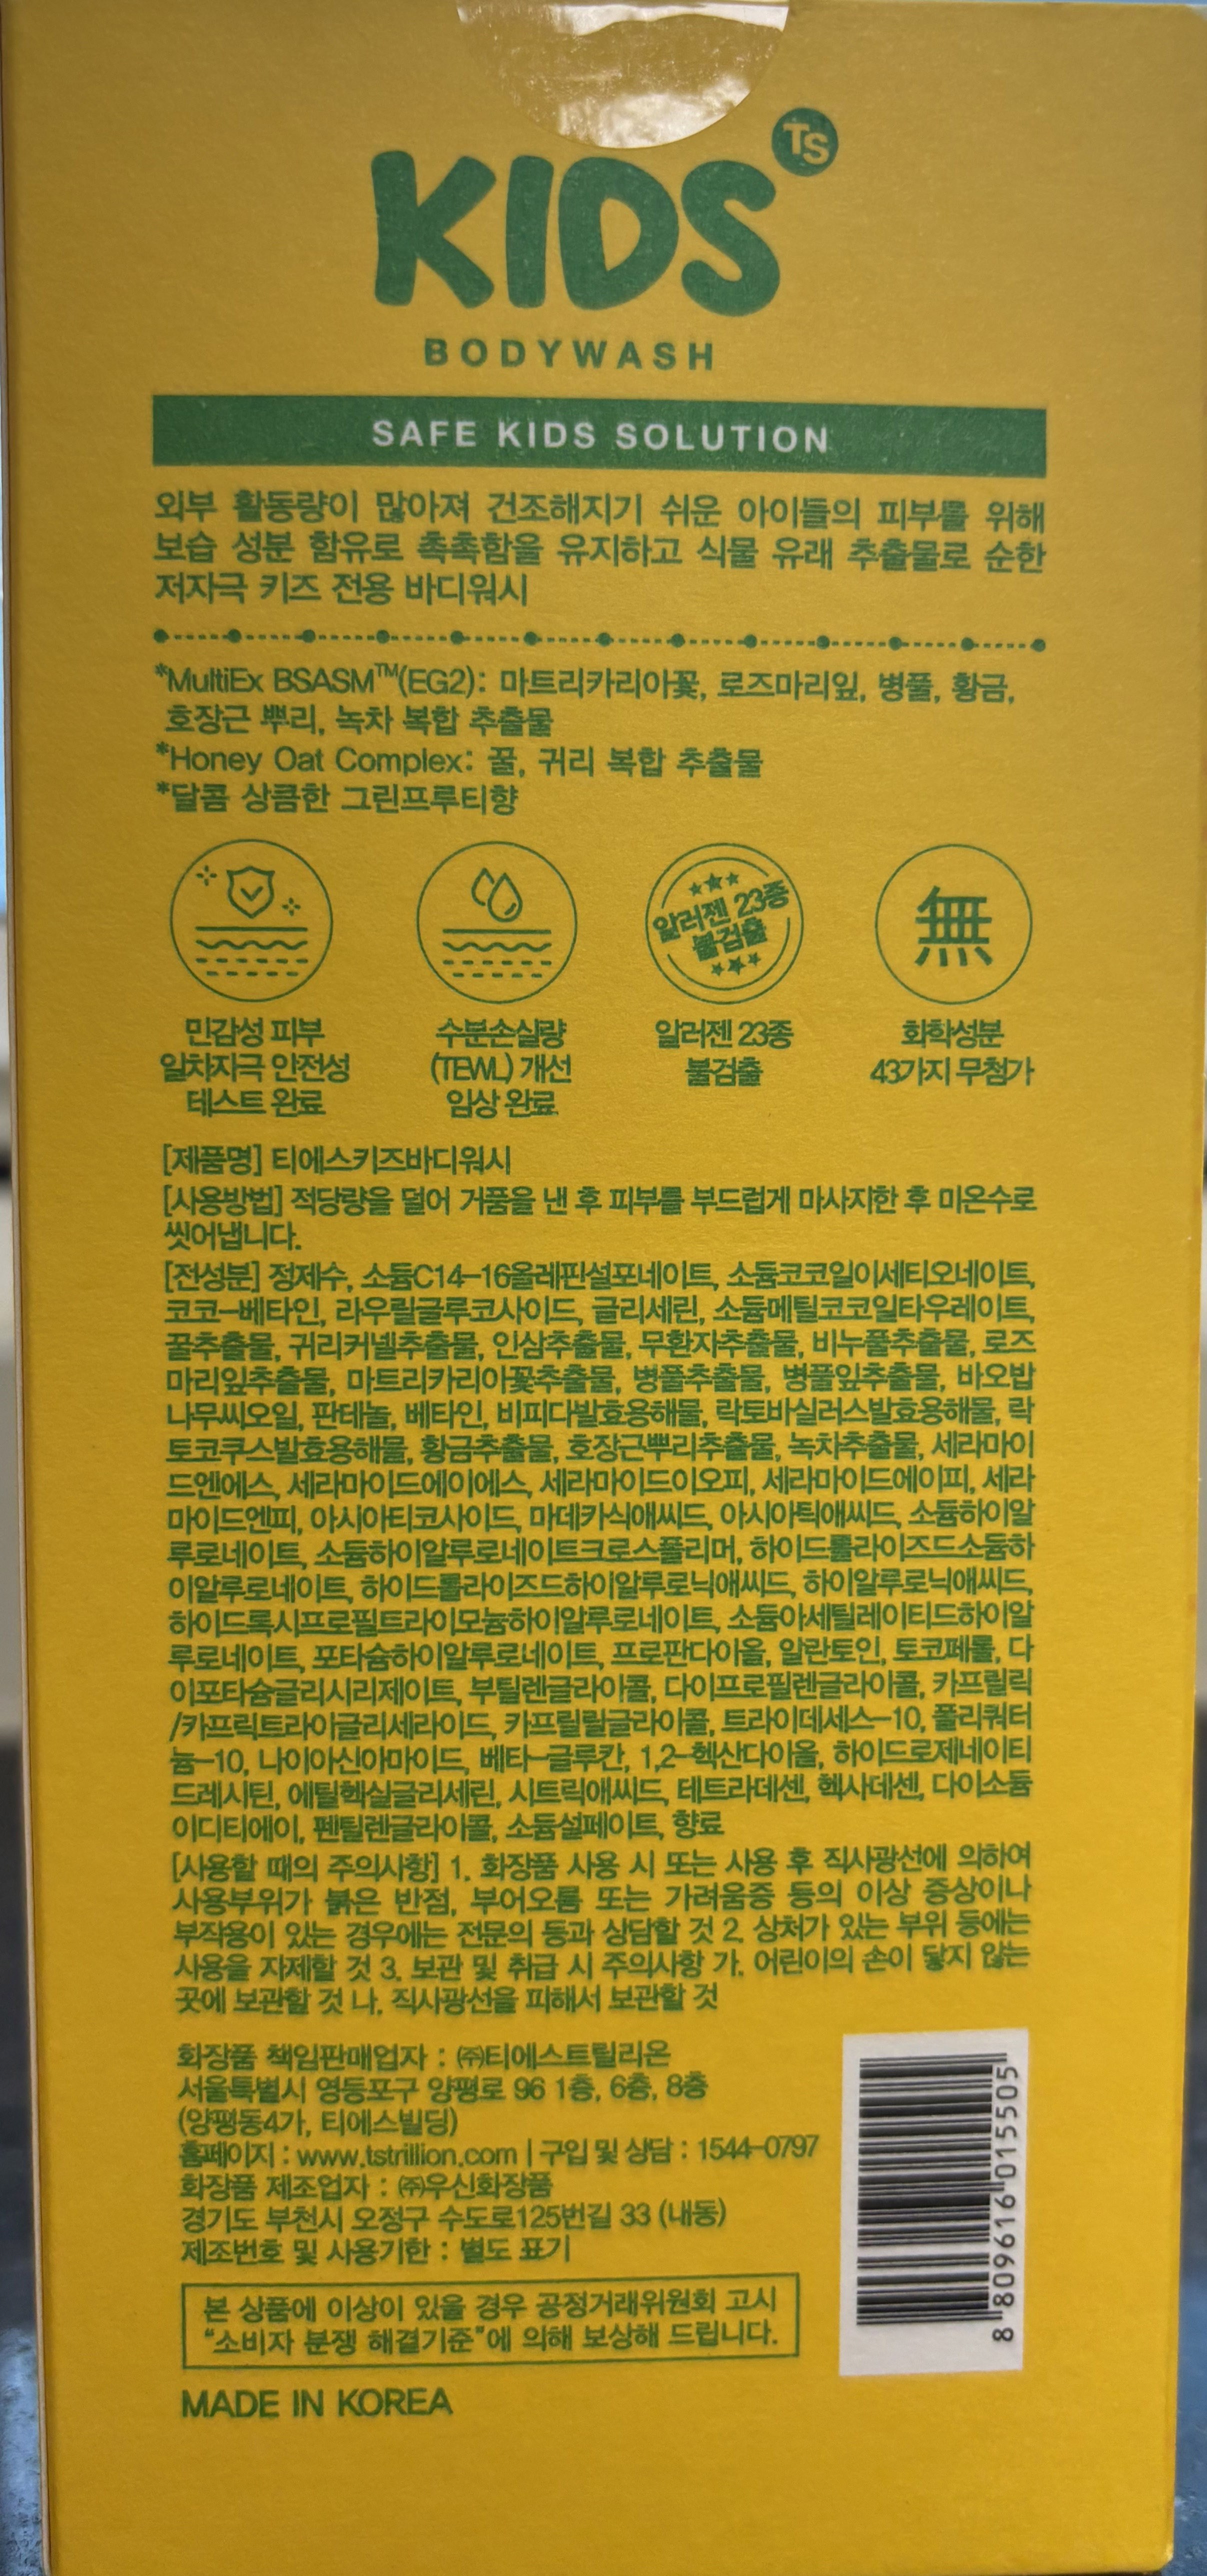 KIDS TS
BODYWASH
SAFE KIDS SOLUTION
외부 활동량이 많아져 건조해지기 쉬운 아이들의 피부를 위해
보습 성분 함유로 촉촉함을 유지하고 식물 유래 추출물로 순한
저자극 키즈 전용 바디워시
*MultiEx BSASM™(EG2): 마트리카리아꽃, 로즈마리잎, 병풀, 황금,
호장근 뿌리, 녹차 복합 추출물
*Honey Oat Complex: 꿀, 귀리 복합 추출물
*달콤 상큼한 그린프루티향
알러젠 23종
불검출
無
민감성 피부
일차자극 안전성
테스트 완료
수분손실량
(TEWL) 개선
임상 완료
알러젠 23종
불검출
화학성분
43가지 무첨가
[제품명] 티에스키즈바디워시
[사용방법] 적당량을 덜어 거품을 낸 후 피부를 부드럽게 마사지한 후 미온수로
씻어냅니다.
[전성분] 정제수, 소듐C14-16올레핀설포네이트, 소듐코코일이세티오네이트,
코코-베타인, 라우릴글루코사이드, 글리세린, 소듐메틸코코일타우레이트,
꿀추출물, 귀리커넬추출물, 인삼추출물, 무환자추출물, 비누풀추출물, 로즈
마리잎추출물, 마트리카리아꽃추출물, 병풀추출물, 병풀잎추출물, 바오밥
나무씨오일, 판테놀, 베타인, 비피다발효용해물, 락토바실러스발효용해물, 락
토코쿠스발효용해물, 황금추출물, 호장근뿌리추출물, 녹차추출물, 세라마이
드엔에스, 세라마이드에이에스, 세라마이드이오피, 세라마이드에이피, 세라
마이드엔피, 아시아티코사이드, 마데카식애씨드, 아시아틱애씨드, 소듐하이알
루로네이트, 소듐하이알루로네이트크로스폴리머, 하이드롤라이즈드소듐하
이알루로네이트, 하이드롤라이즈드하이알루로닉애씨드, 하이알루로닉애씨드,
하이드록시프로필트라이모늄하이알루로네이트, 소듐아세틸레이티드하이알
루로네이트, 포타슘하이알루로네이트, 프로판다이올, 알란토인, 토코페롤, 다
이포타슘글리시리제이트, 부틸렌글라이콜, 다이프로필렌글라이콜, 카프릴릭
/카프릭트라이글리세라이드, 카프릴릴글라이콜, 트라이데세스-10, 폴리쿼터
늄-10, 나이아신아마이드, 베타-글루칸, 1,2-헥산다이올, 하이드로제네이티
드레시틴, 에틸헥실글리세린, 시트릭애씨드, 테트라데센, 헥사데센, 다이소듐
이디티에이, 펜틸렌글라이콜, 소듐설페이트, 향료
[사용할 때의 주의사항] 1. 화장품 사용 시 또는 사용 후 직사광선에 의하여
사용부위가 붉은 반점, 부어오름 또는 가려움증 등의 이상 증상이나
부작용이 있는 경우에는 전문의 등과 상담할 것 2. 상처가 있는 부위 등에는
사용을 자제할 것 3. 보관 및 취급 시 주의사항 가. 어린이의 손이 닿지 않는
곳에 보관할 것 나. 직사광선을 피해서 보관할 것
화장품 책임판매업자 : ㈜티에스트릴리온
서울특별시 영등포구 양평로 96 1층, 6층, 8층
(양평동4가, 티에스빌딩)
홈페이지 : www.tstrillion.com | 구입 및 상담 : 1544-0797
화장품 제조업자 : ㈜우신화장품
경기도 부천시 오정구 수도로125번길 33 (내동)
제조번호 및 사용기한 : 별도 표기
본 상품에 이상이 있을 경우 공정거래위원회 고시
"소비자 분쟁 해결기준"에 의해 보상해 드립니다.
MADE IN KOREA
8 809616 015505